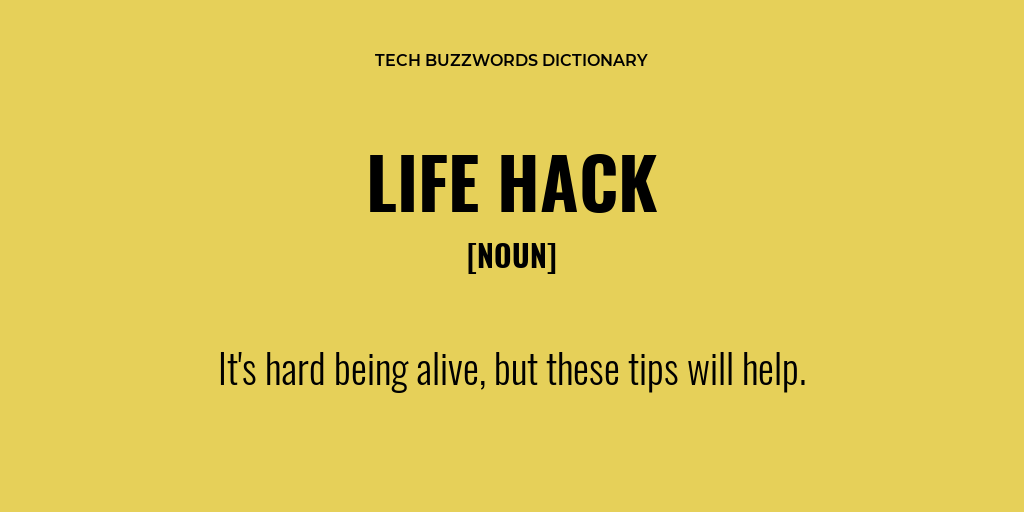 TECH BUZZWORDS DICTIONARY
LIFE HACK
[NOUN]
It's hard being alive, but these tips will help.